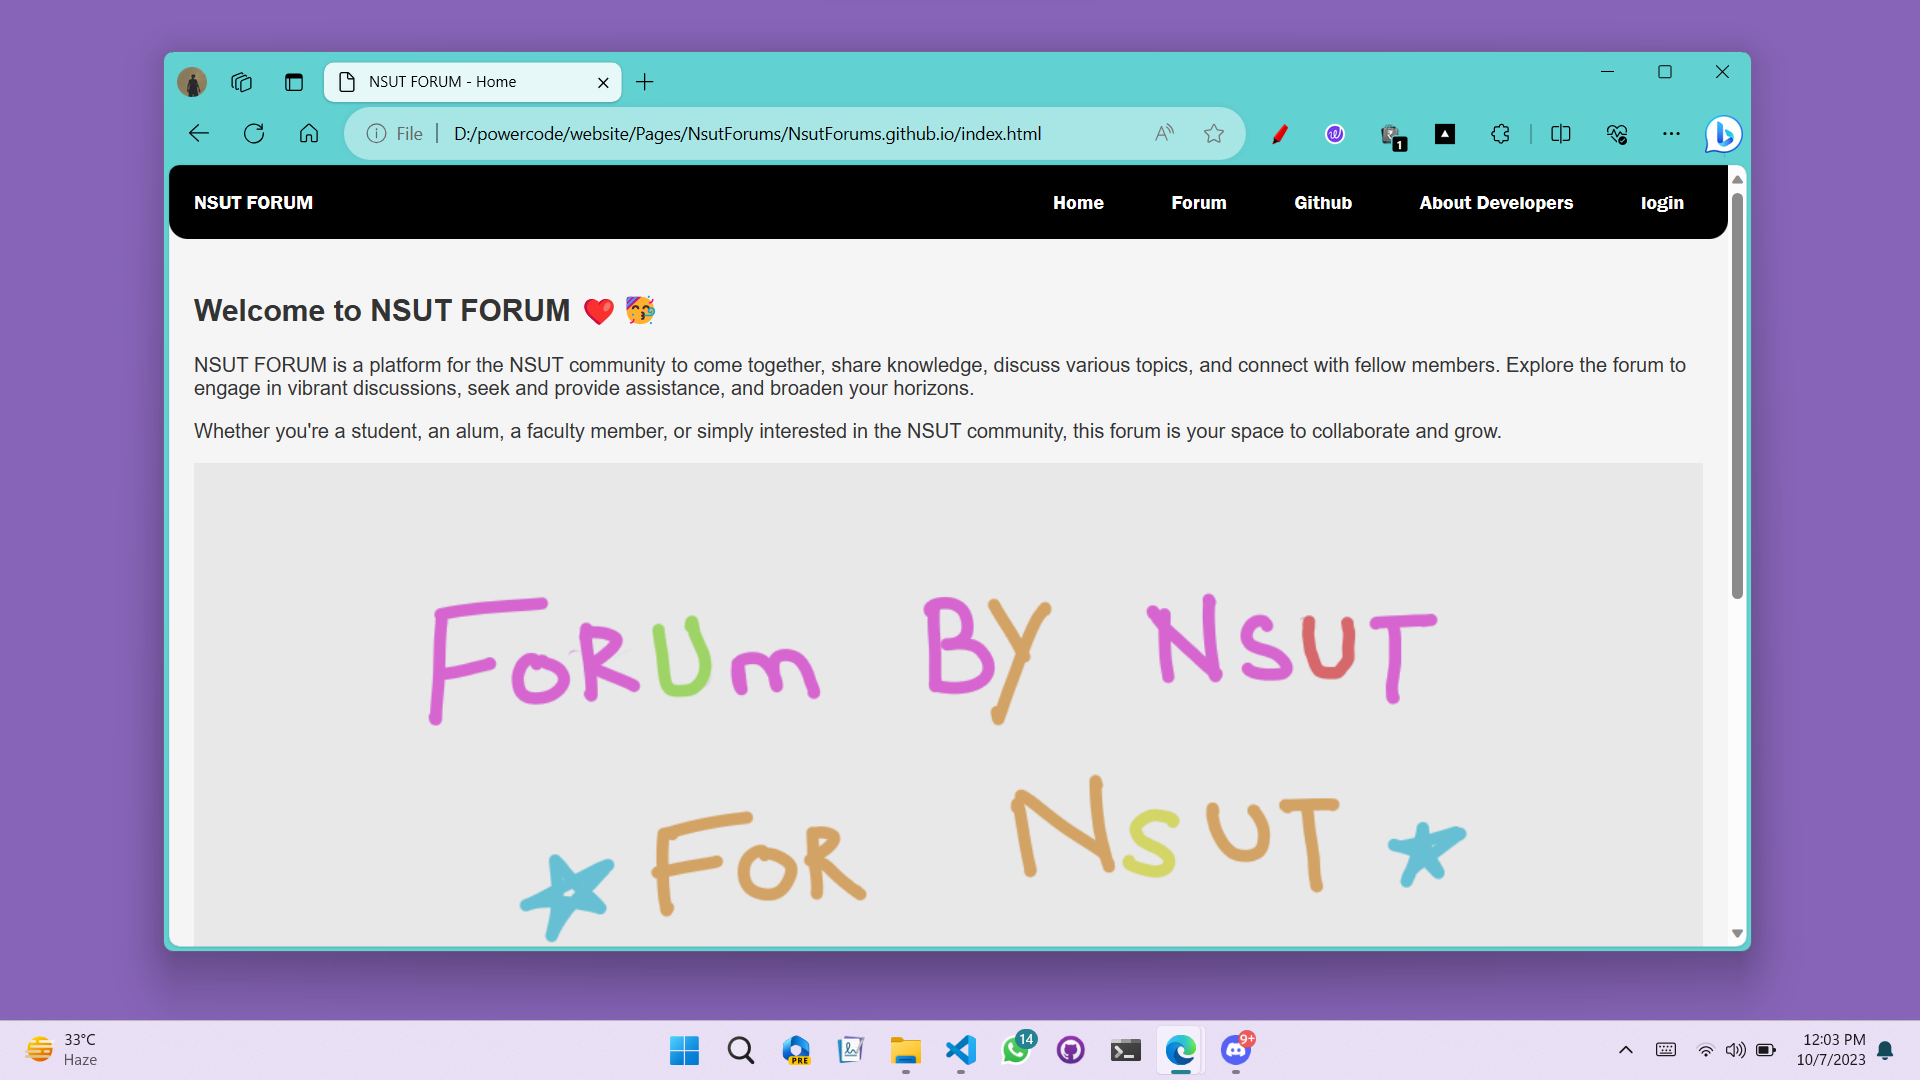 NSUT FORUM - Home
File
D:/powercode/website/Pages/NsutForums/NsutForums.github.io/index.html
1
NSUT FORUM
Home
Forum
Github
About Developers
login
Welcome to NSUT FORUM ❤️ 🥳
NSUT FORUM is a platform for the NSUT community to come together, share knowledge, discuss various topics, and connect with fellow members. Explore the forum to
engage in vibrant discussions, seek and provide assistance, and broaden your horizons.
Whether you're a student, an alum, a faculty member, or simply interested in the NSUT community, this forum is your space to collaborate and grow.
FoRUm BY NSUT
FoR NsUT
33°C
Haze
PRE
14
9+
12:03 PM
10/7/2023